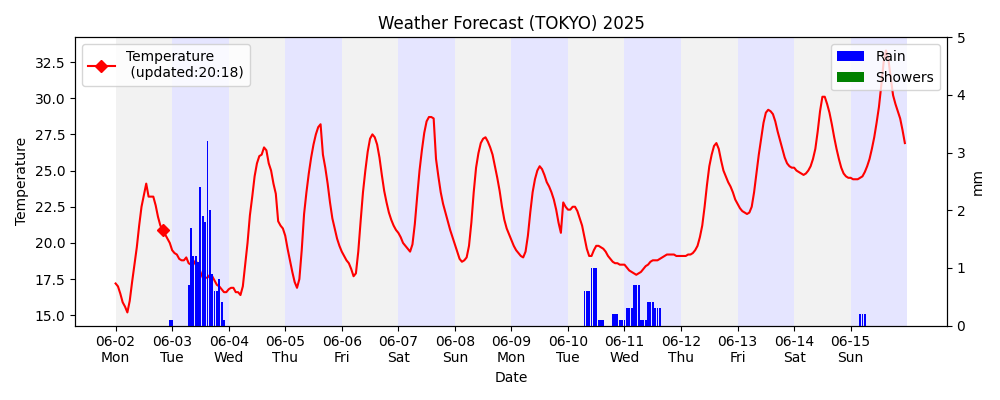 Weather Forecast (TOKYO) 2025
Temperature
(updated:20:18)
Rain
Showers
32.5
30.0
27.5
25.0
22.5
20.0
17.5
15.0
Temperature
5
4
3
2
1
0
mm
06-02 06-03 06-04 06-05 06-06 06-07 06-08 06-09 06-10 06-11 06-12 06-13 06-14 06-15
Mon Tue Wed Thu Fri Sat Sun Mon Tue Wed Thu Fri Sat Sun
Date